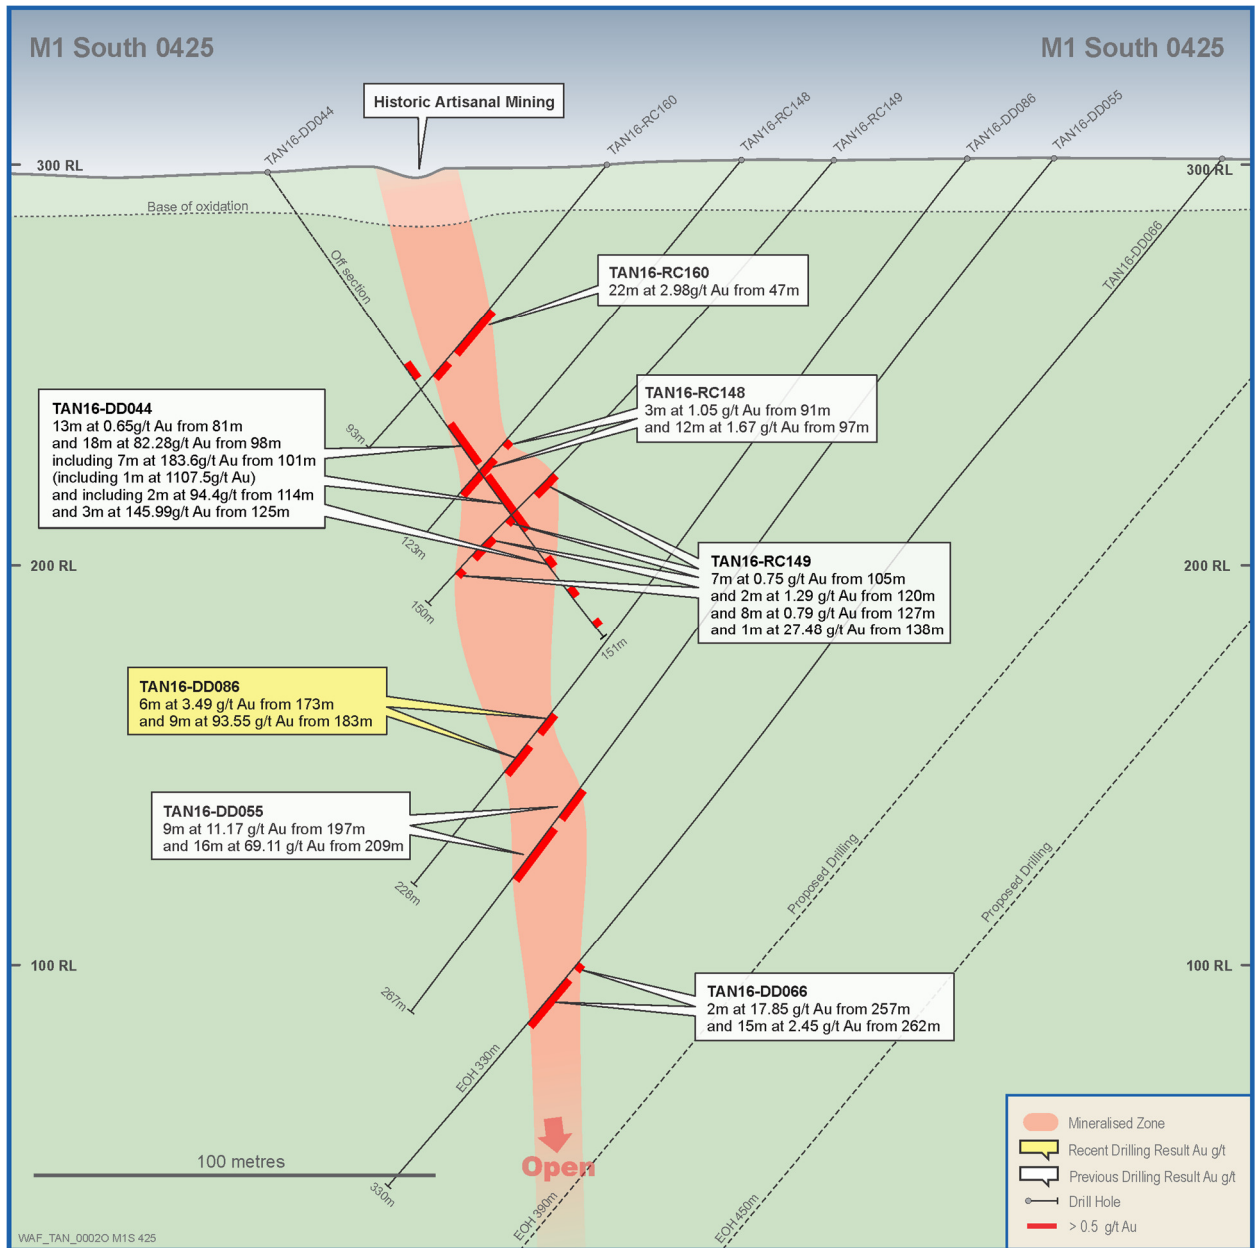 M1 South 0425
M1 South 0425
Historic Artisanal Mining
TAN16-DD044
TAN16-RC160
TAN16-RC148
TAN16-RC149
TAN16-DD086
TAN16-DD055
300 RL
300 RL
Base of oxidation
Off section
TAN16-DD066
TAN16-RC160
22m at 2.98g/t Au from 47m
TAN16-RC148
3m at 1.05 g/t Au from 91m
and 12m at 1.67 g/t Au from 97m
TAN16-DD044
13m at 0.65g/t Au from 81m
and 18m at 82.28g/t Au from 98m
including 7m at 183.6g/t Au from 101m
(including 1m at 1107.5g/t Au)
and including 2m at 94.4g/t from 114m
and 3m at 145.99g/t Au from 125m
93m
123m
150m
151m
TAN16-RC149
7m at 0.75 g/t Au from 105m
and 2m at 1.29 g/t Au from 120m
and 8m at 0.79 g/t Au from 127m
and 1m at 27.48 g/t Au from 138m
200 RL
200 RL
TAN16-DD086
6m at 3.49 g/t Au from 173m
and 9m at 93.55 g/t Au from 183m
TAN16-DD055
9m at 11.17 g/t Au from 197m
and 16m at 69.11 g/t Au from 209m
228m
267m
Proposed Drilling
Proposed Drilling
100 RL
100 RL
TAN16-DD066
2m at 17.85 g/t Au from 257m
and 15m at 2.45 g/t Au from 262m
EOH 330m
330m
Open
100 metres
EOH 390m
EOH 450m
Mineralised Zone
Recent Drilling Result Au g/t
Previous Drilling Result Au g/t
Drill Hole
> 0.5 g/t Au
WAF_TAN_0002O M1S 425